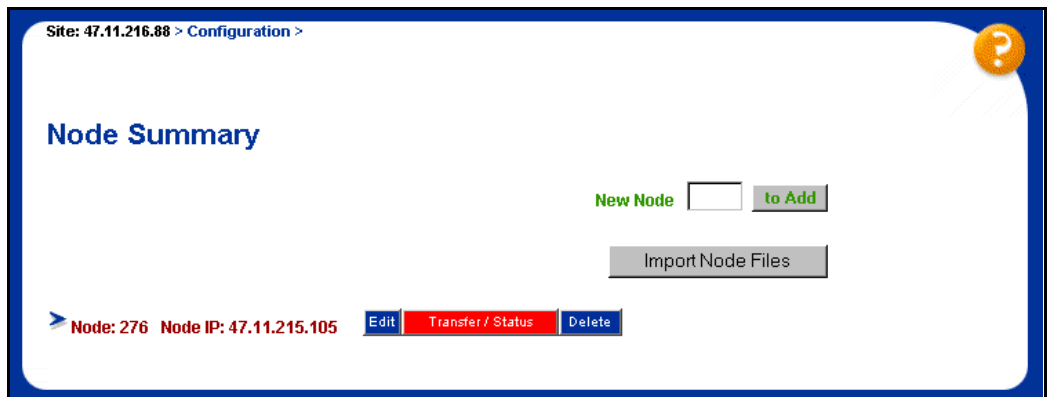 Site: 47.11.216.88 > Configuration >
?
Node Summary
New Node to Add
Import Node Files
Node: 276 Node IP: 47.11.215.105 Edit Transfer / Status Delete